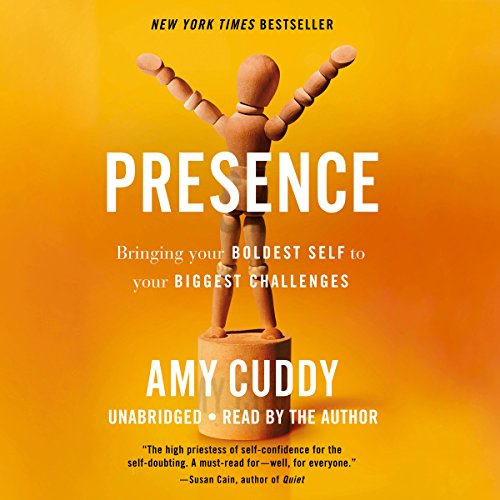 NEW YORK TIMES BESTSELLER
PRESENCE
Bringing your BOLDEST SELF to
your BIGGEST CHALLENGES
AMY CUDDY
UNABRIDGED • READ BY THE AUTHOR
"The high priestess of self-confidence for the
self-doubting. A must-read for—well, for everyone."
—Susan Cain, author of Quiet